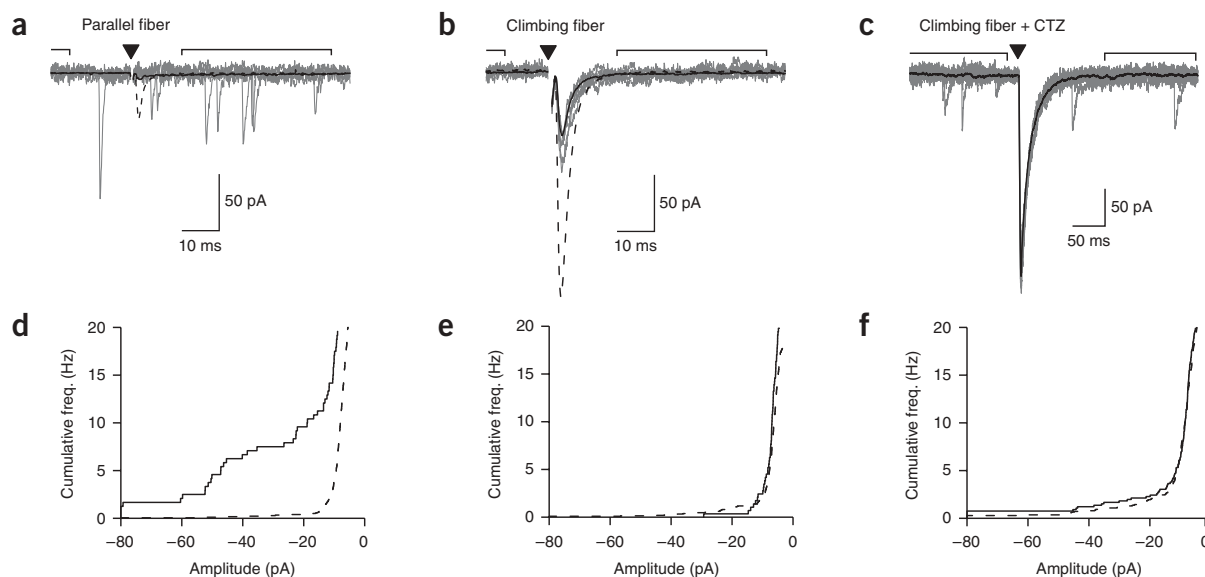 a
Parallel fiber
50 pA
10 ms
b
Climbing fiber
50 pA
10 ms
c
Climbing fiber + CTZ
50 pA
50 ms
d
20
15
10
5
0
Cumulative freq. (Hz)
−80 −60 −40 −20 0
Amplitude (pA)
e
20
15
10
5
0
Cumulative freq. (Hz)
−80 −60 −40 −20 0
Amplitude (pA)
f
20
15
10
5
0
Cumulative freq. (Hz)
−80 −60 −40 −20 0
Amplitude (pA)